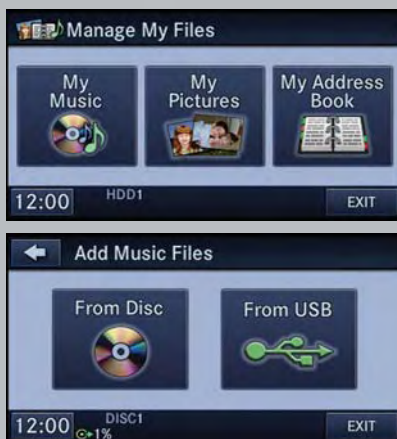 Manage My Files
My
Music
My
Pictures
My Address
Book
12:00
HDD1
EXIT
Add Music Files
From Disc
From USB
12:00
DISC1
1%
EXIT